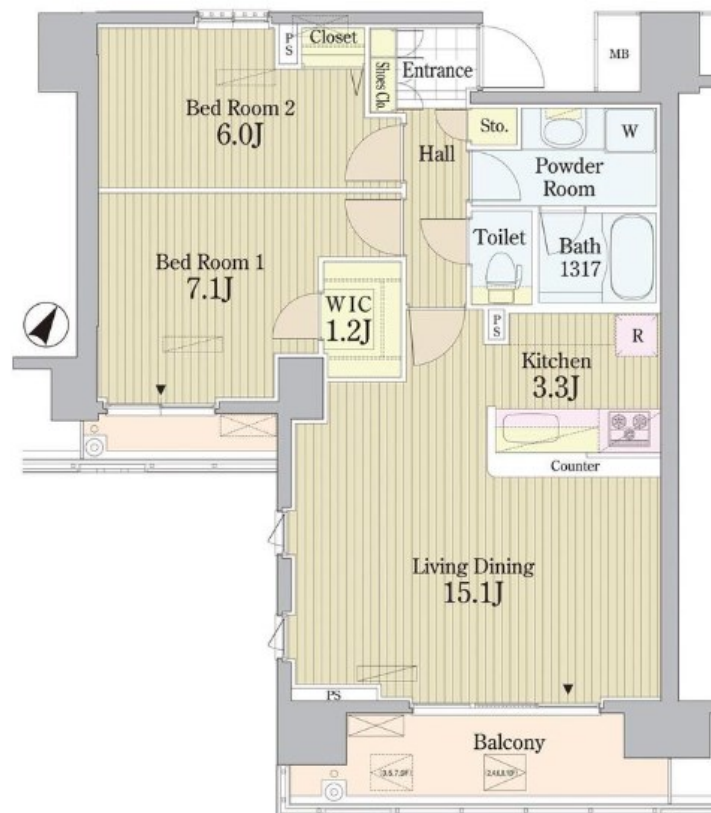 Closet
PS
Shoes Clo.
Entrance
MB
Bed Room 2
6.0J
Sto.
W
Hall
Powder
Room
Toilet
Bath
1317
Bed Room 1
7.1J
WIC
1.2J
PS
R
Kitchen
3.3J
Counter
Living Dining
15.1J
PS
Balcony